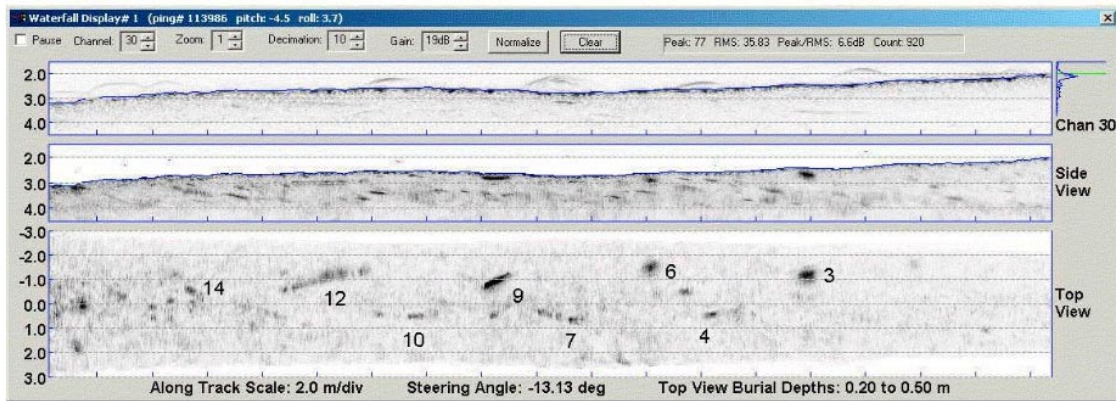 Waterfall Display# 1 (ping# 113986 pitch: -4.5 roll: 3.7)
Pause Channel: 30 Zoom: 1 Decimation: 10 Gain: 19dB Normalize Clear Peak: 77 RMS: 35.83 Peak/RMS: 6.6dB Count: 920
2.0
3.0
4.0
Chan 30
2.0
3.0
4.0
Side
View
-3.0
-2.0
-1.0
0.0
1.0
2.0
3.0
14
12
9
6
3
10
7
4
Top
View
Along Track Scale: 2.0 m/div Steering Angle: -13.13 deg Top View Burial Depths: 0.20 to 0.50 m